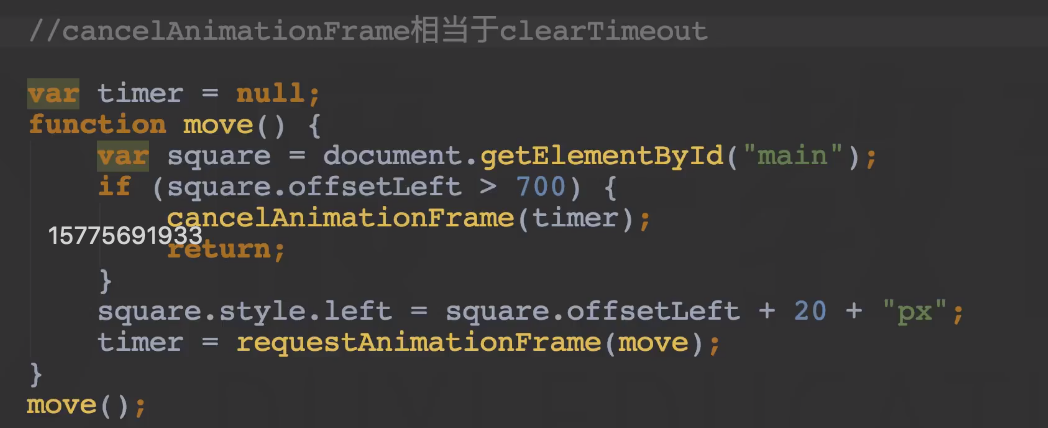 //cancelAnimationFrame相当于clearTimeout
var timer = null;
function move() {
var square = document.getElementById("main");
if (square.offsetLeft > 700) {
cancelAnimationFrame(timer);
15775691933
return;
}
square.style.left = square.offsetLeft + 20 + "px";
timer = requestAnimationFrame(move);
}
move();